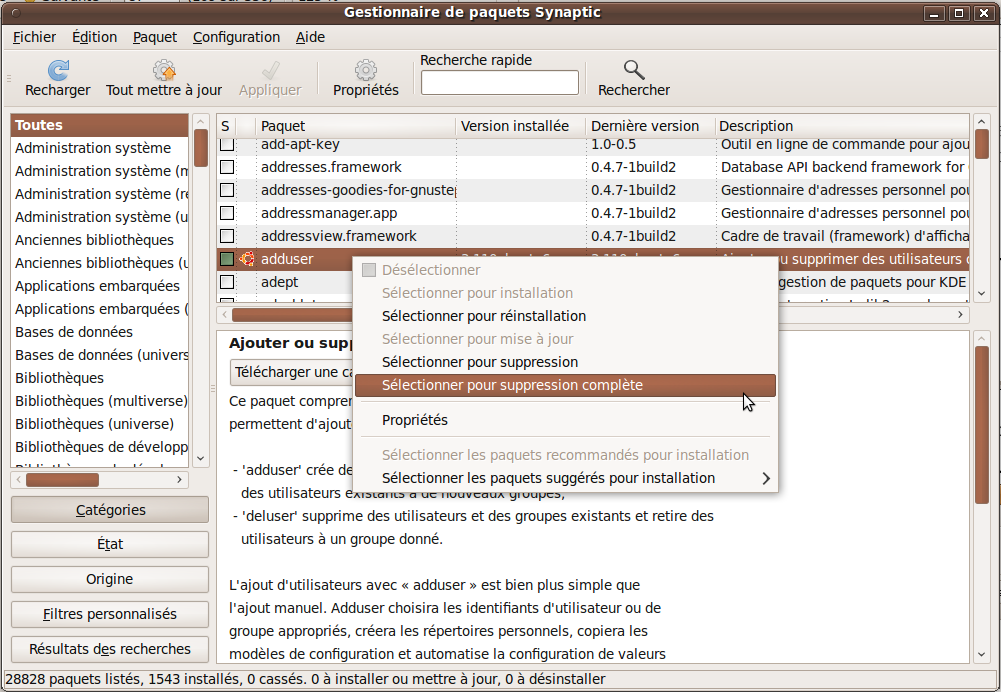 Gestionnaire de paquets Synaptic
Fichier Édition Paquet Configuration Aide
Recharger Tout mettre à jour Appliquer Propriétés Recherche rapide Rechercher
Toutes
Administration système
Administration système (m
Administration système (re
Administration système (u
Anciennes bibliothèques
Anciennes bibliothèques (u
Applications embarquées
Applications embarquées (
Bases de données
Bases de données (univers
Bibliothèques
Bibliothèques (multiverse)
Bibliothèques (universe)
Bibliothèques de développ
Catégories
État
Origine
Filtres personnalisés
Résultats des recherches
S Paquet Version installée Dernière version Description
add-apt-key 1.0-0.5 Outil en ligne de commande pour ajou
addresses.framework 0.4.7-1build2 Database API backend framework for
addresses-goodies-for-gnustep 0.4.7-1build2 Gestionnaire d'adresses personnel pou
addressmanager.app 0.4.7-1build2 Gestionnaire d'adresses personnel pou
addressview.framework 0.4.7-1build2 Cadre de travail (framework) d'afficha
adduser ou supprimer des utilisateurs
adept gestion de paquets pour KDE
Désélectionner
Sélectionner pour installation
Sélectionner pour réinstallation
Sélectionner pour mise à jour
Sélectionner pour suppression
Sélectionner pour suppression complète
Propriétés
Sélectionner les paquets recommandés pour installation
Sélectionner les paquets suggérés pour installation
Ajouter ou supp
Télécharger une ca
Ce paquet compren
permettent d'ajout
- 'adduser' crée de
des utilisateurs existants à de nouveaux groupes;
- 'deluser' supprime des utilisateurs et des groupes existants et retire des
utilisateurs à un groupe donné.
L'ajout d'utilisateurs avec « adduser » est bien plus simple que
l'ajout manuel. Adduser choisira les identifiants d'utilisateur ou de
groupe appropriés, créera les répertoires personnels, copiera les
modèles de configuration et automatise la configuration de valeurs
28828 paquets listés, 1543 installés, 0 cassés. 0 à installer ou mettre à jour, 0 à désinstaller